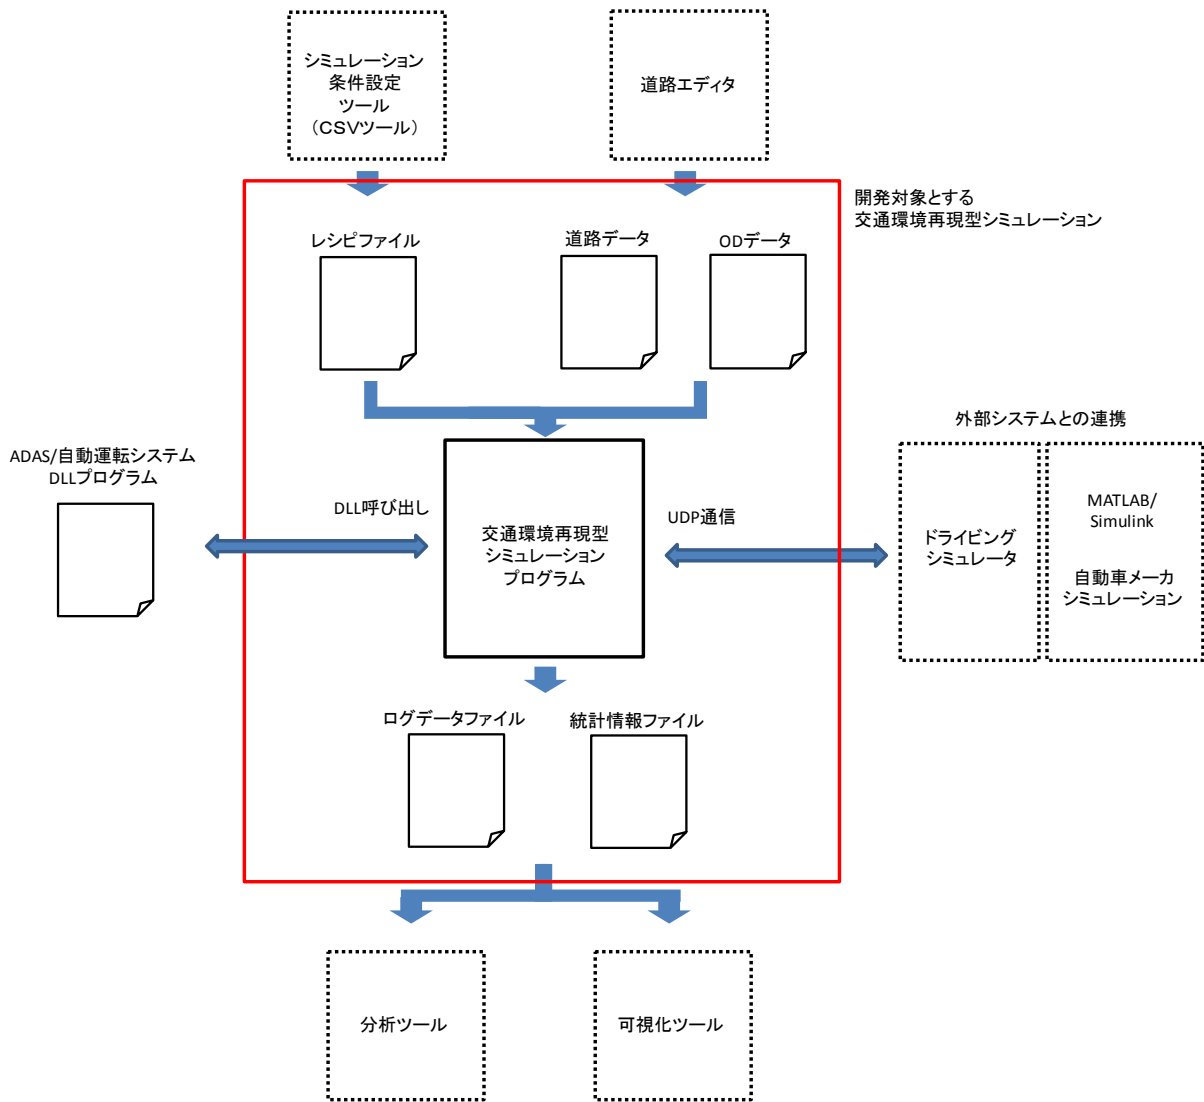 シミュレーション
条件設定
ツール
（CSVツール）
道路エディタ
開発対象とする
交通環境再現型シミュレーション
レシピファイル
道路データ
ODデータ
外部システムとの連携
ADAS/自動運転システム
DLLプログラム
DLL呼び出し
交通環境再現型
シミュレーション
プログラム
UDP通信
ドライビング
シミュレータ
MATLAB/
Simulink
自動車メーカ
シミュレーション
ログデータファイル
統計情報ファイル
分析ツール
可視化ツール